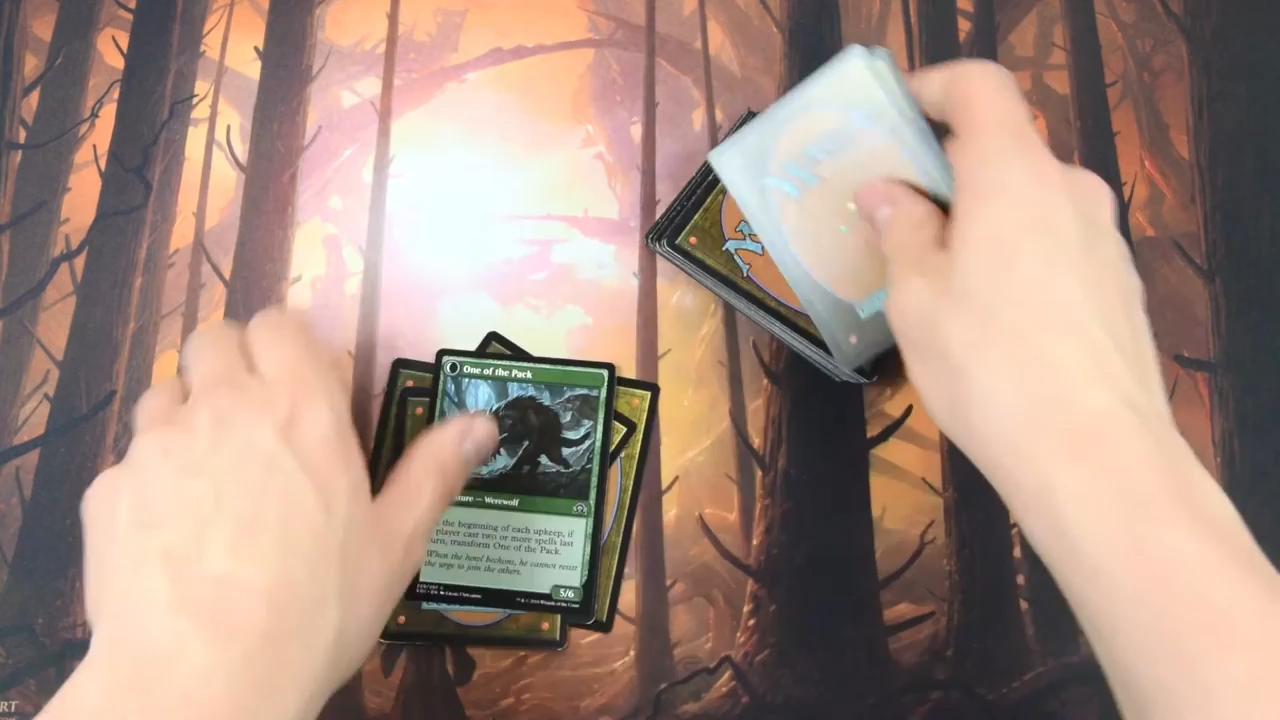 One of the Pack
ature — Werewolf
the beginning of each upkeep, if
player cast two or more spells last
turn, transform One of the Pack.
When the howl beckons, he cannot resist
the urge to join the others.
5/6
RT